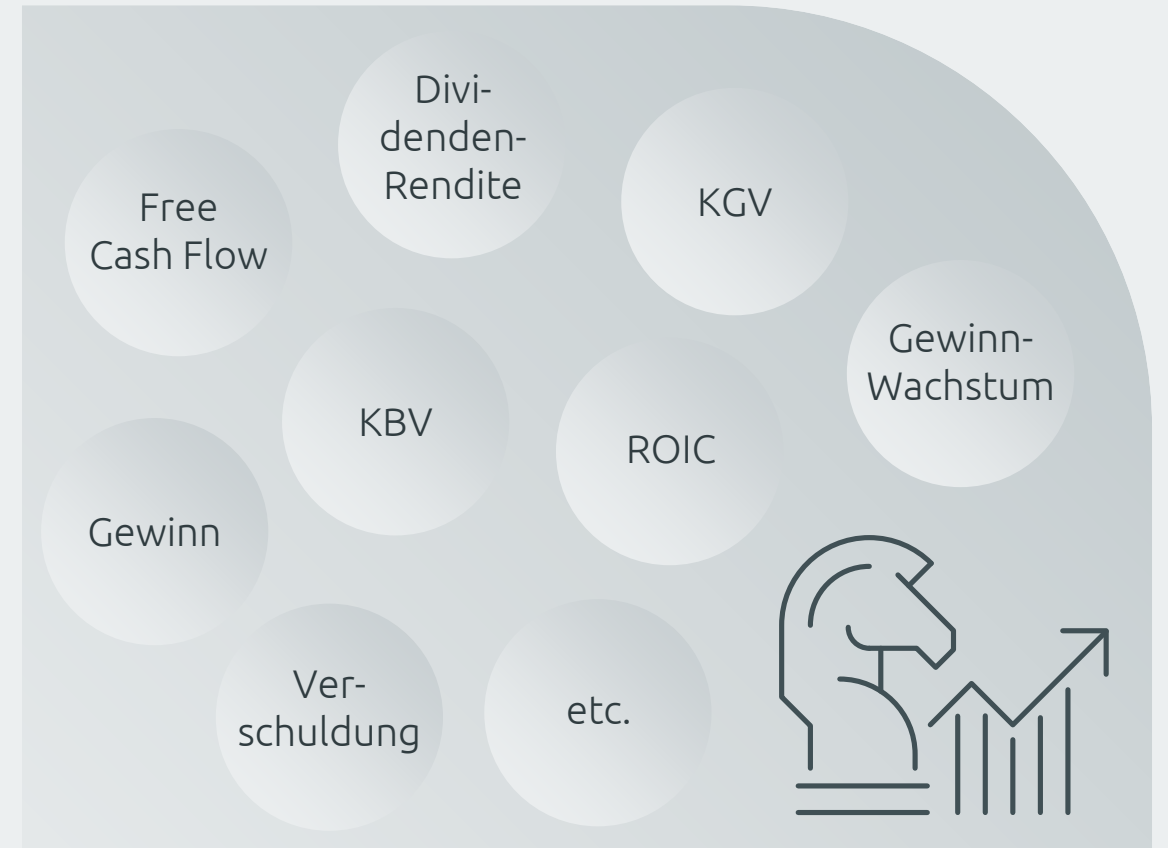 Divi-
denden-
Rendite
Free
Cash Flow
KGV
Gewinn-
Wachstum
KBV
ROIC
Gewinn
Ver-
schuldung
etc.